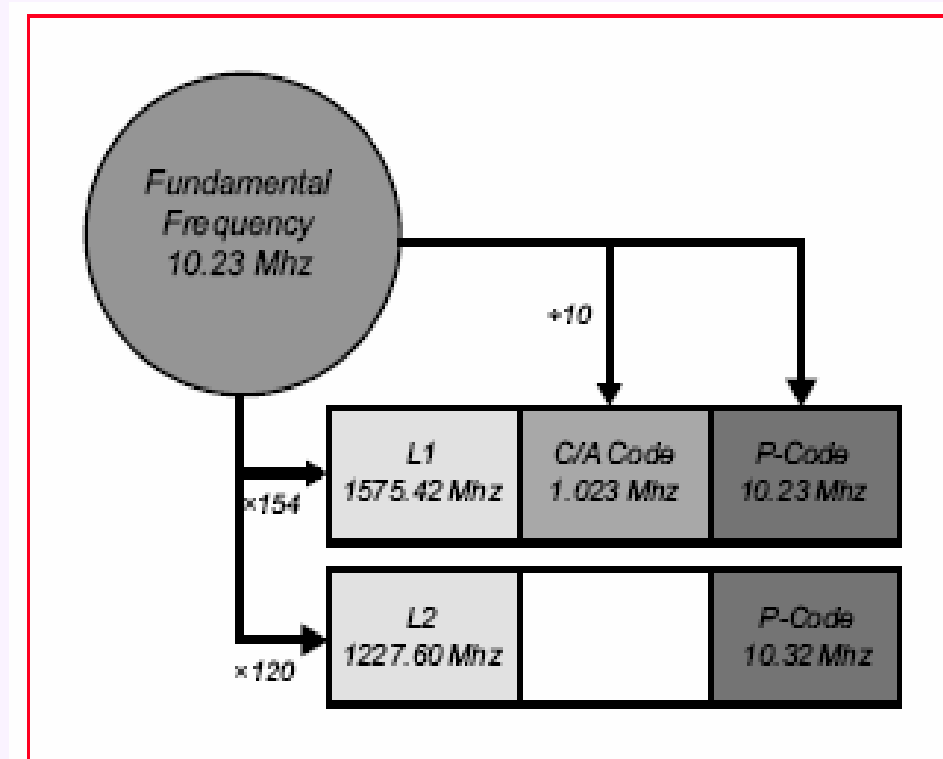 Fundamental
Frequency
10.23 Mhz
÷10
L1
1575.42 Mhz
C/A Code
1.023 Mhz
P-Code
10.23 Mhz
×154
L2
1227.60 Mhz
P-Code
10.32 Mhz
×120